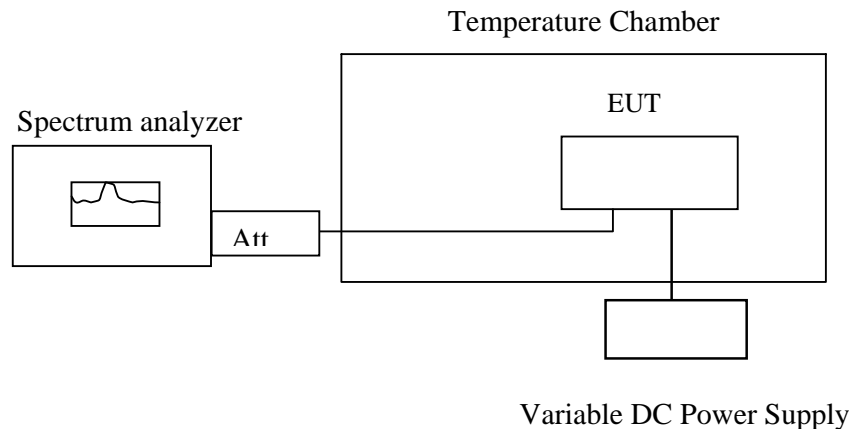 Temperature Chamber
EUT
Spectrum analyzer
Att
Variable DC Power Supply